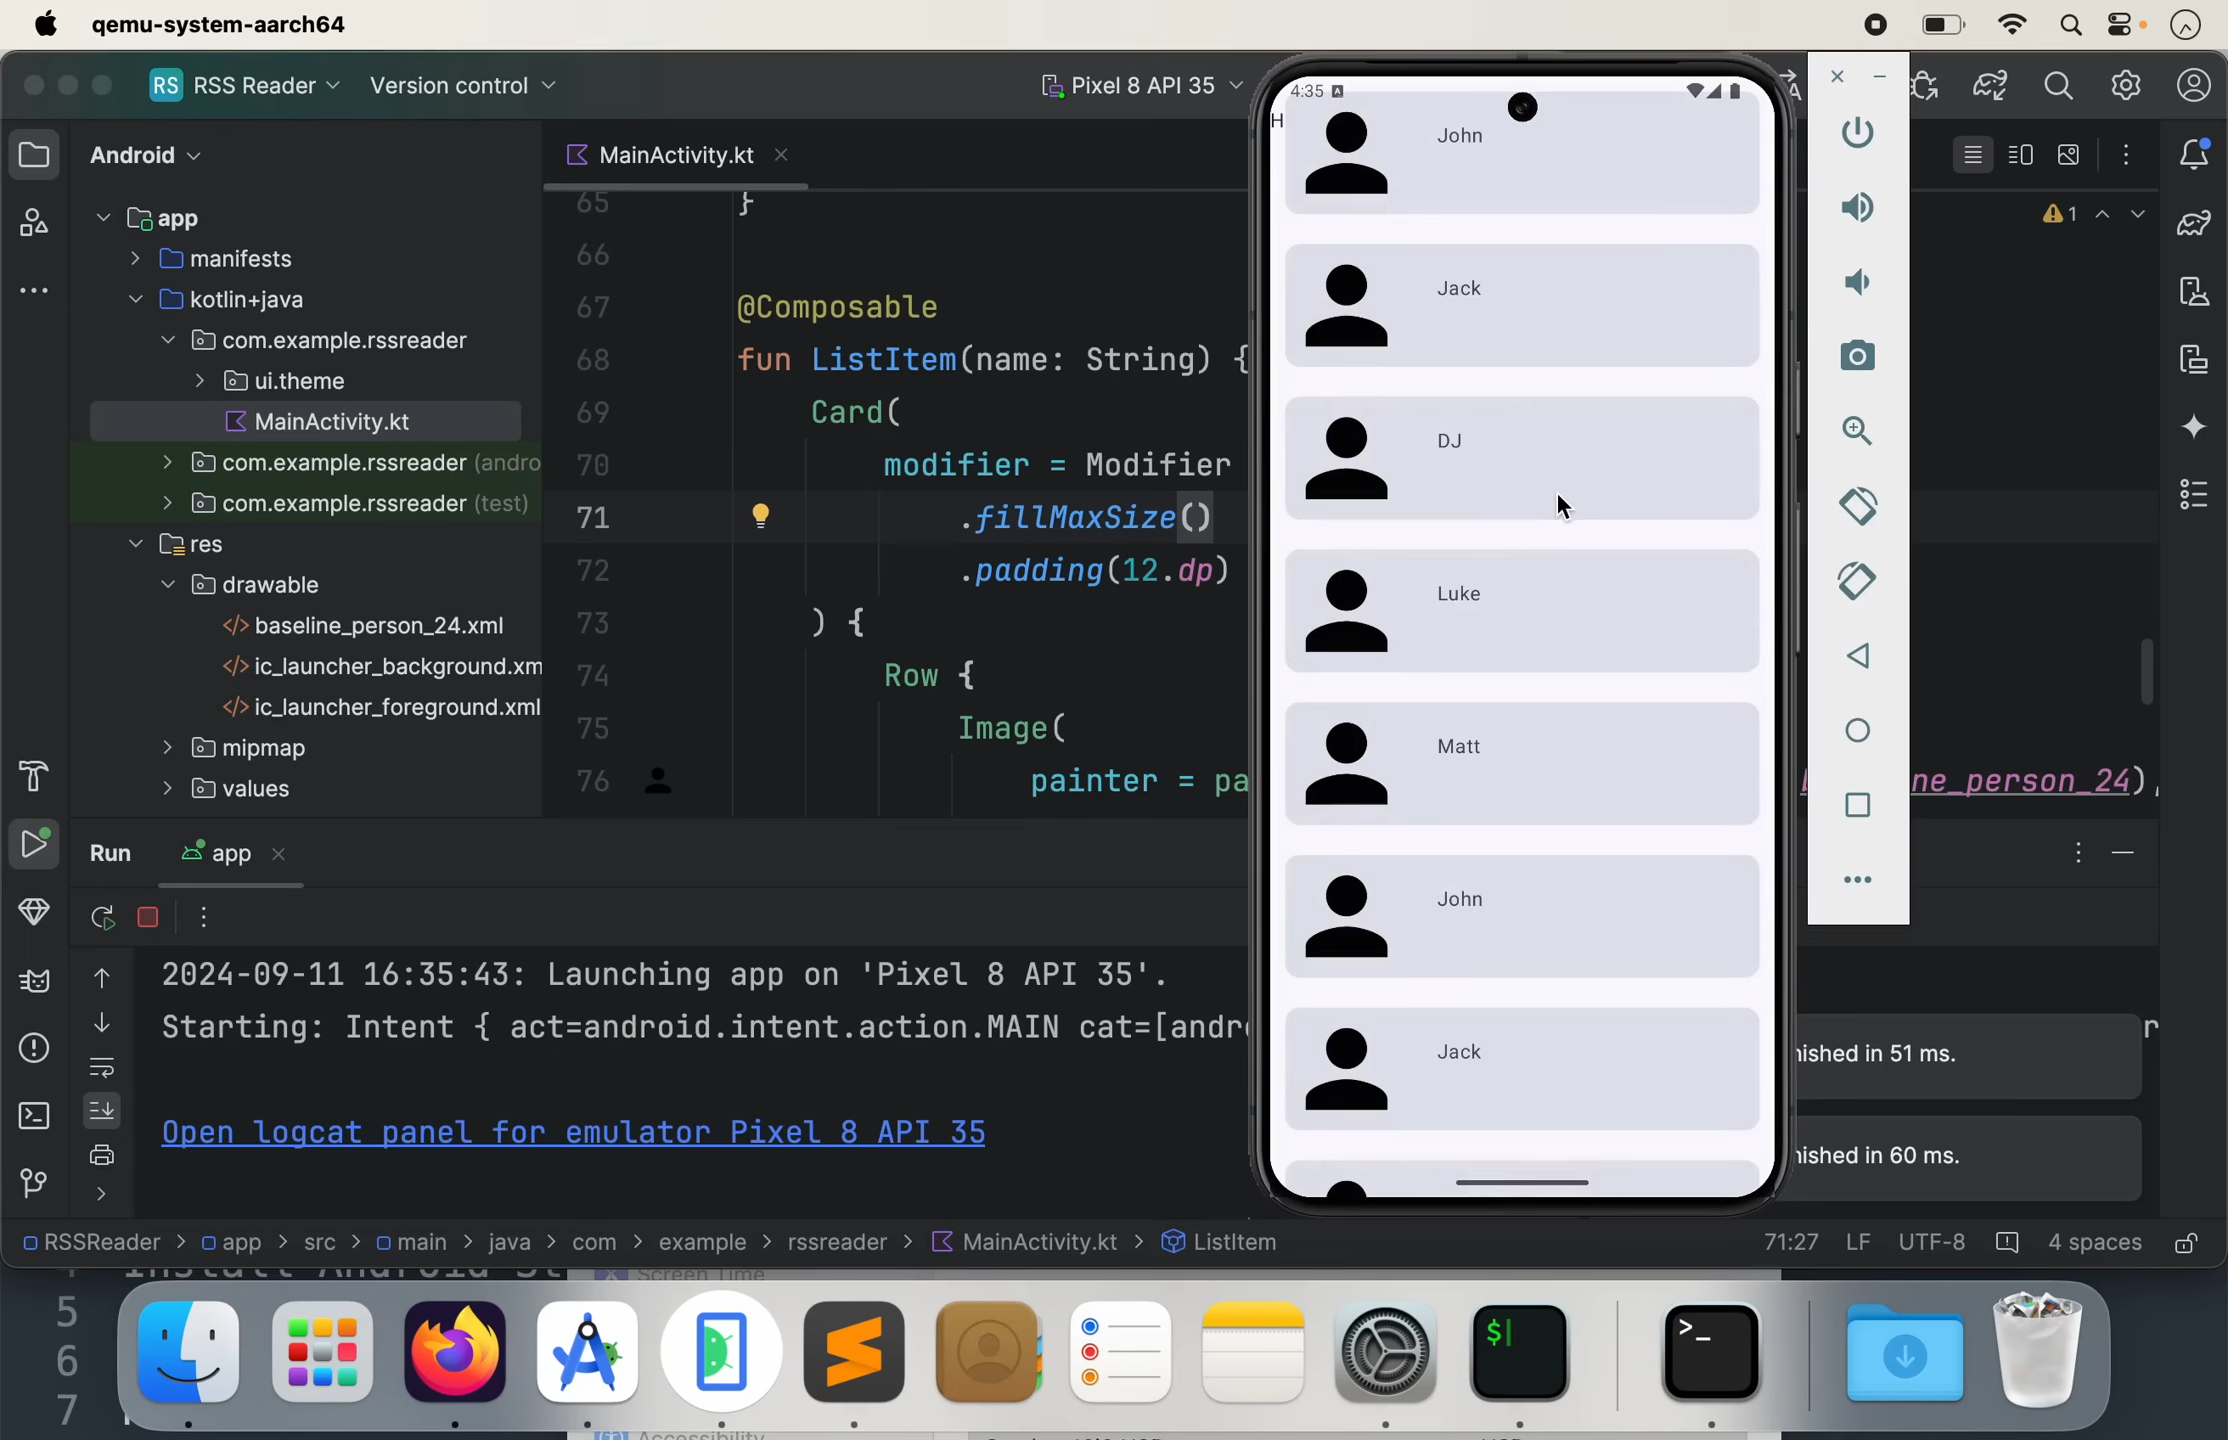 qemu-system-aarch64
RS RSS Reader Version control
Pixel 8 API 35
Android
app
manifests
kotlin+java
com.example.rssreader
ui.theme
MainActivity.kt
com.example.rssreader (andro
com.example.rssreader (test)
res
drawable
baseline_person_24.xml
ic_launcher_background.xm
ic_launcher_foreground.xml
mipmap
values
MainActivity.kt
1
65 }
66
67 @Composable
68 fun ListItem(name: String) {
69 Card(
70 modifier = Modifier
71 .fillMaxSize()
72 .padding(12.dp)
73 ) {
74 Row {
75 Image(
76 painter = pa
ne_person_24),
4:35
H
John
Jack
DJ
Luke
Matt
John
Jack
Run app
2024-09-11 16:35:43: Launching app on 'Pixel 8 API 35'.
Starting: Intent { act=android.intent.action.MAIN cat=[andr
Open logcat panel for emulator Pixel 8 API 35
ished in 51 ms.
ished in 60 ms.
RSSReader > app > src > main > java > com > example > rssreader > MainActivity.kt > ListItem
71:27 LF UTF-8 4 spaces
Screen Time
5
6
7